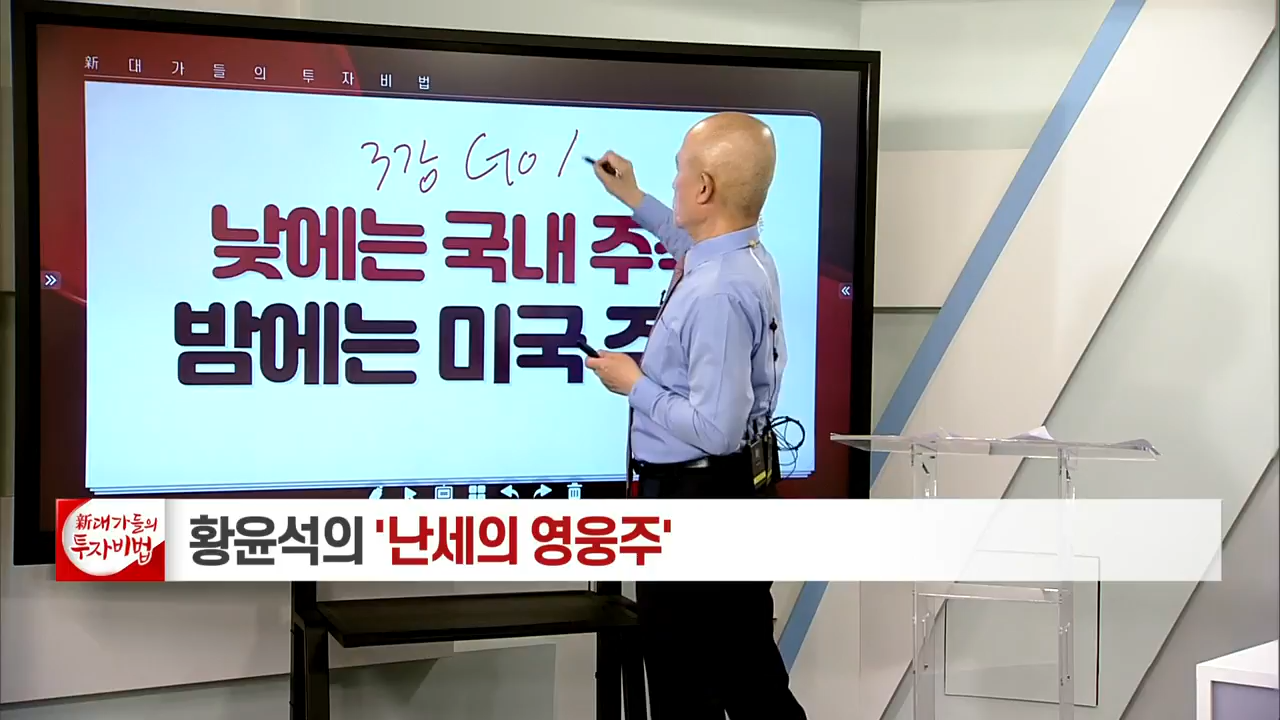 新 대가들의 투자비법
3강 Go
낮에는 국내 주
밤에는 미국
新대가들의
투자비법
황윤석의 '난세의 영웅주'